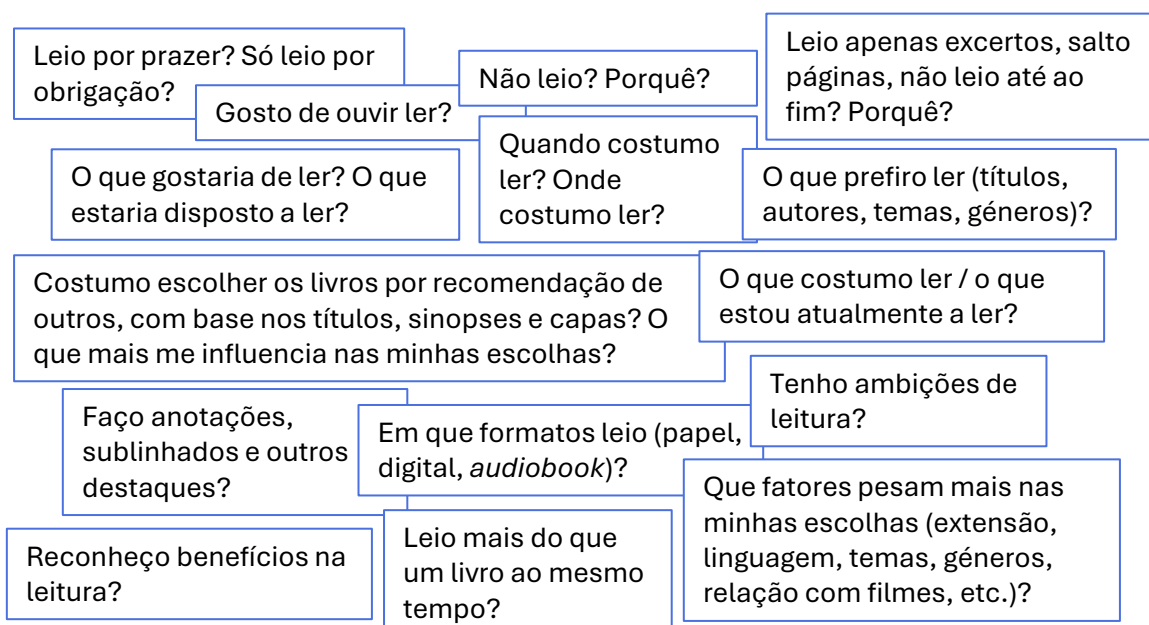 Leio por prazer? Só leio por
obrigação?
Gosto de ouvir ler?
Não leio? Porquê?
Leio apenas excertos, salto
páginas, não leio até ao
fim? Porquê?
O que gostaria de ler? O que
estaria disposto a ler?
Quando costumo
ler? Onde
costumo ler?
O que prefiro ler (títulos,
autores, temas, géneros)?
Costumo escolher os livros por recomendação de
outros, com base nos títulos, sinopses e capas? O
que mais me influencia nas minhas escolhas?
O que costumo ler / o que
estou atualmente a ler?
Faço anotações,
sublinhados e outros
destaques?
Em que formatos leio (papel,
digital, audiobook)?
Tenho ambições de
leitura?
Reconheço benefícios na
leitura?
Leio mais do que
um livro ao mesmo
tempo?
Que fatores pesam mais nas
minhas escolhas (extensão,
linguagem, temas, géneros,
relação com filmes, etc.)?